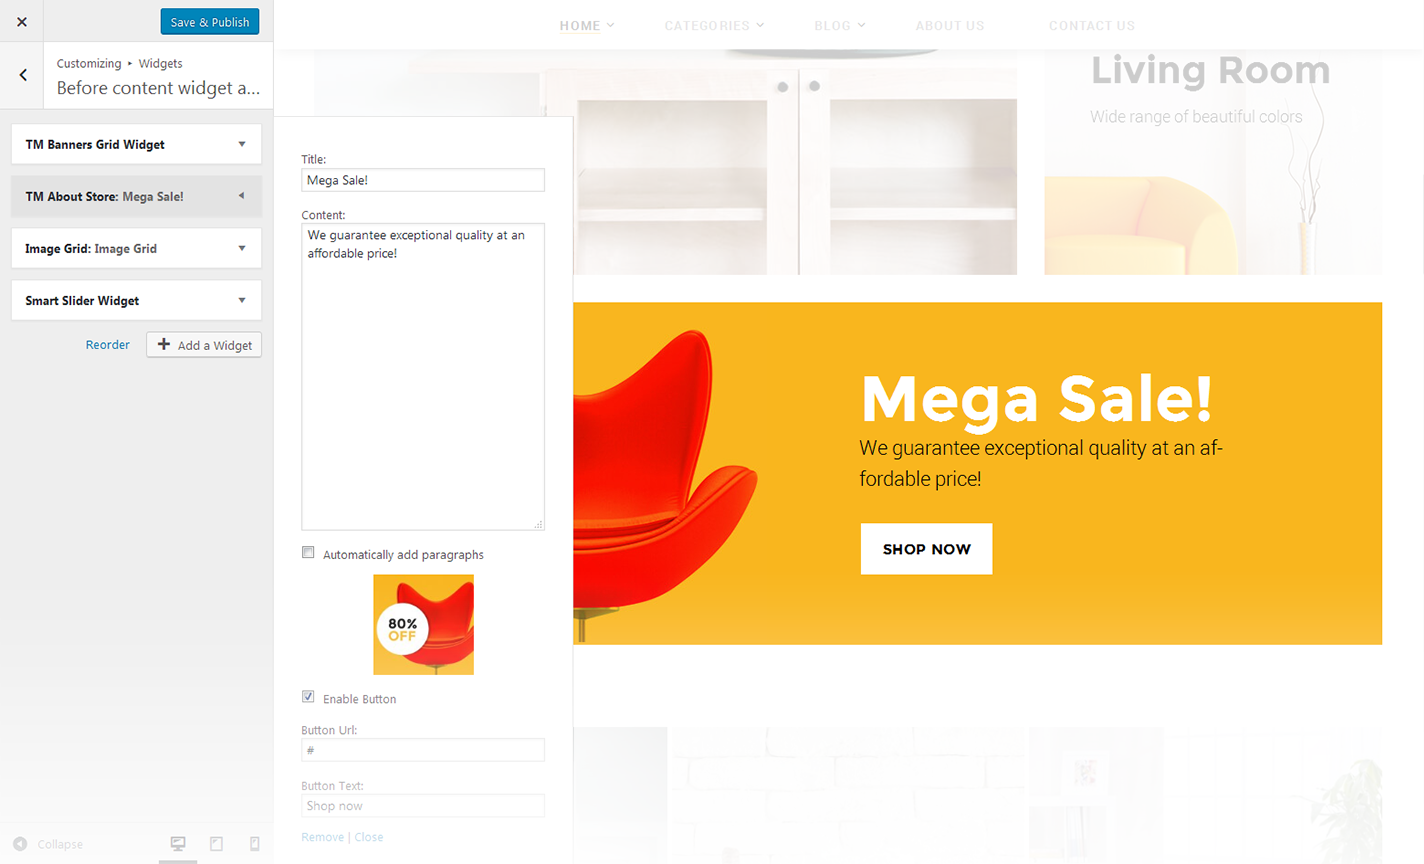 Save & Publish
Customizing ▸ Widgets
Before content widget a...
TM Banners Grid Widget
TM About Store: Mega Sale!
Image Grid: Image Grid
Smart Slider Widget
Reorder
Add a Widget
Collapse
Title:
Mega Sale!
Content:
We guarantee exceptional quality at an
affordable price!
Automatically add paragraphs
80%
OFF
Enable Button
Button Url:
#
Button Text:
Shop now
Remove | Close
HOME CATEGORIES BLOG ABOUT US CONTACT US
Living Room
Wide range of beautiful colors
Mega Sale!
We guarantee exceptional quality at an af-
fordable price!
SHOP NOW